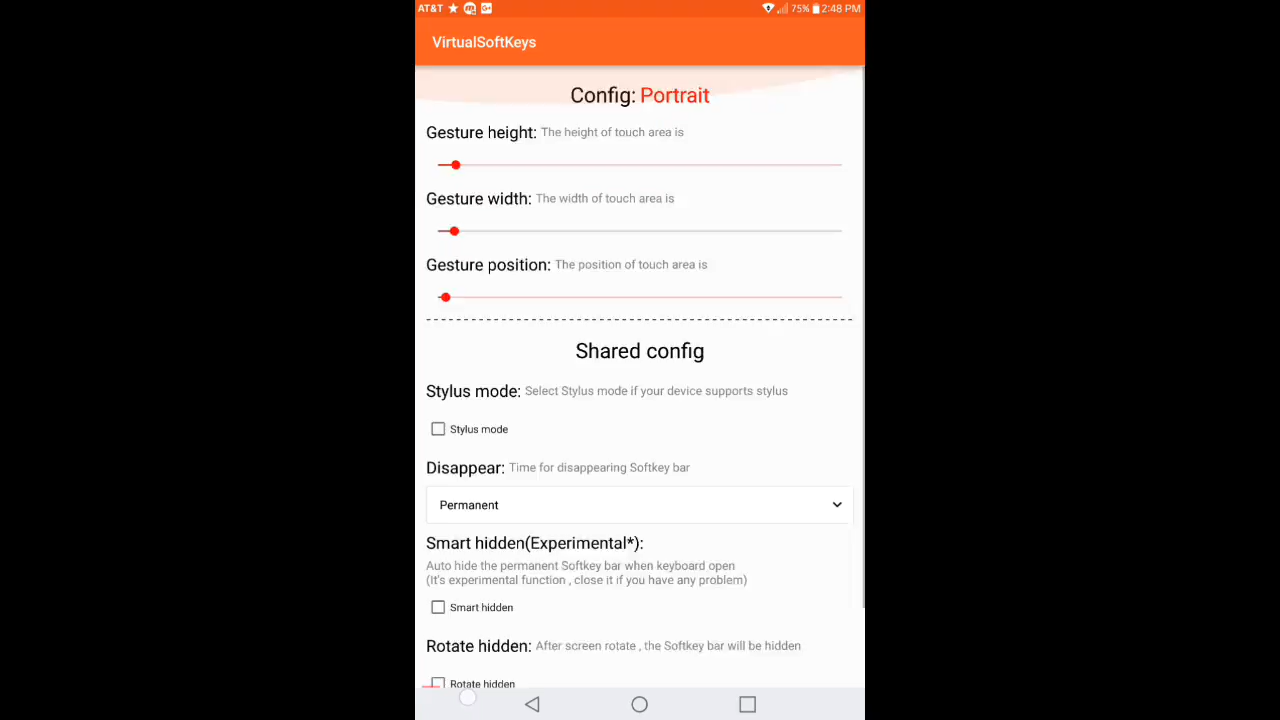 AT&T 75% 2:48 PM
VirtualSoftKeys
Config: Portrait
Gesture height: The height of touch area is
Gesture width: The width of touch area is
Gesture position: The position of touch area is
Shared config
Stylus mode: Select Stylus mode if your device supports stylus
Stylus mode
Disappear: Time for disappearing Softkey bar
Permanent
Smart hidden(Experimental*):
Auto hide the permanent Softkey bar when keyboard open
(It's experimental function , close it if you have any problem)
Smart hidden
Rotate hidden: After screen rotate , the Softkey bar will be hidden
Rotate hidden